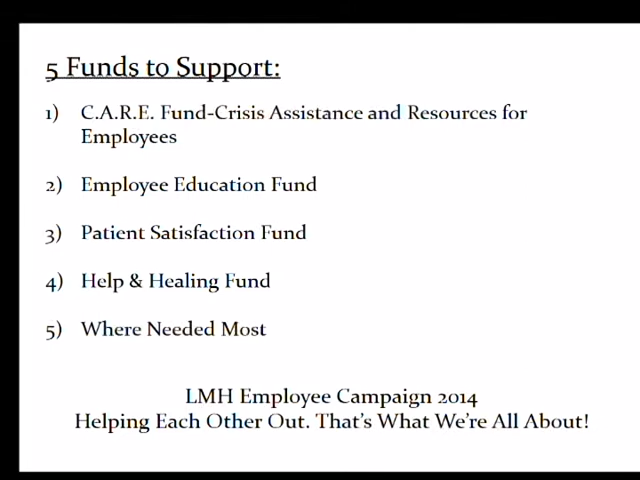 5 Funds to Support:
1) C.A.R.E. Fund-Crisis Assistance and Resources for
Employees
2) Employee Education Fund
3) Patient Satisfaction Fund
4) Help & Healing Fund
5) Where Needed Most
LMH Employee Campaign 2014
Helping Each Other Out. That's What We're All About!